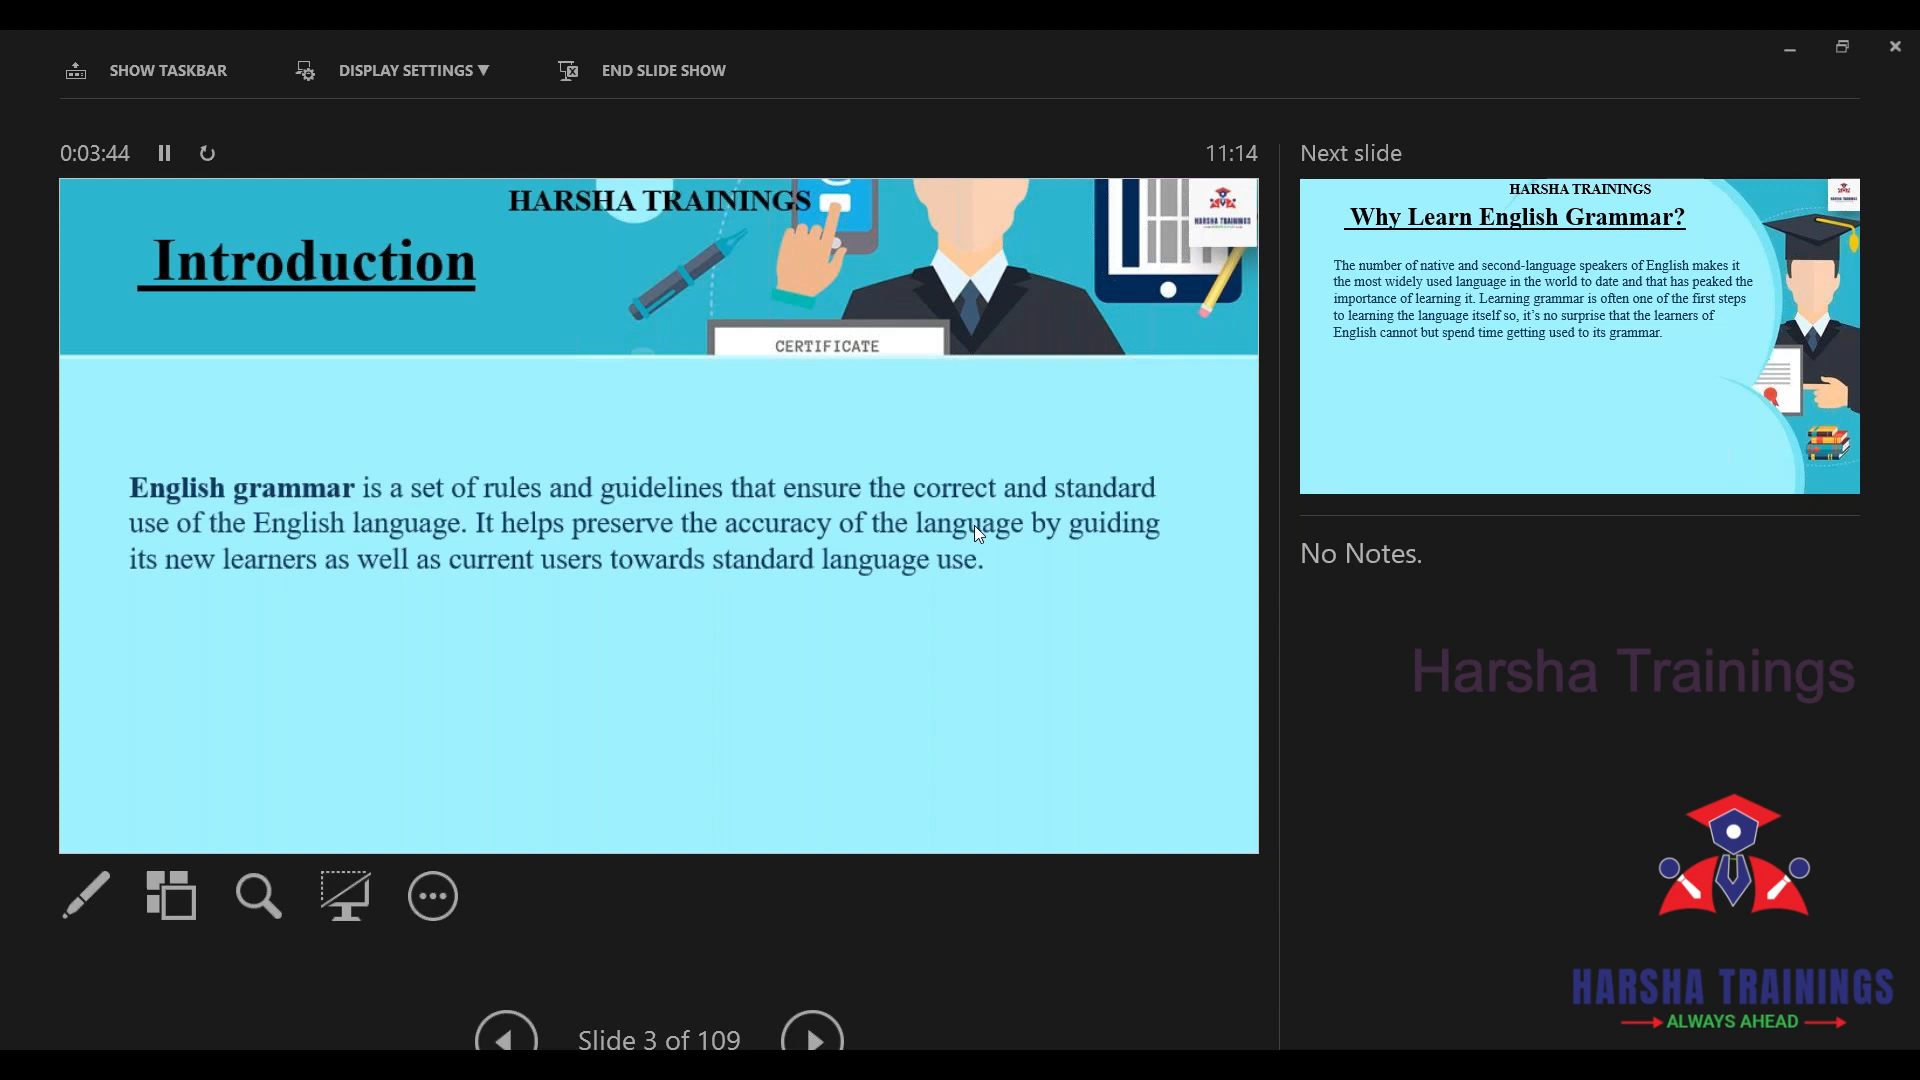 SHOW TASKBAR
DISPLAY SETTINGS ▼
END SLIDE SHOW
0:03:44
11:14
Next slide
HARSHA TRAININGS
Introduction
HARSHA TRAININGS
CERTIFICATE
English grammar is a set of rules and guidelines that ensure the correct and standard
use of the English language. It helps preserve the accuracy of the language by guiding
its new learners as well as current users towards standard language use.
HARSHA TRAININGS
Why Learn English Grammar?
The number of native and second-language speakers of English makes it
the most widely used language in the world to date and that has peaked the
importance of learning it. Learning grammar is often one of the first steps
to learning the language itself so, it's no surprise that the learners of
English cannot but spend time getting used to its grammar.
HARSHA TRAININGS
No Notes.
Harsha Trainings
HARSHA TRAININGS
ALWAYS AHEAD
Slide 3 of 109